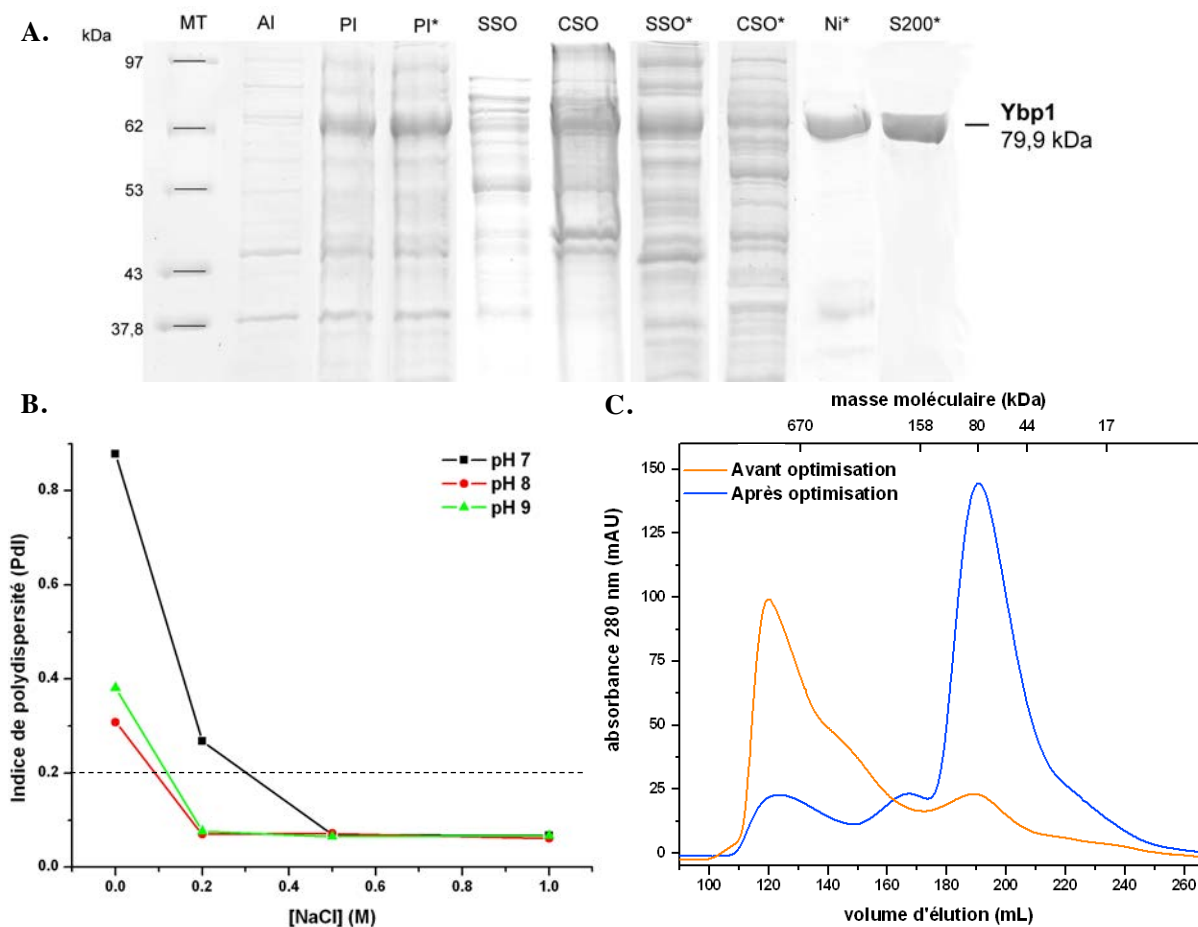 A.
kDa
MT AI PI PI* SSO CSO SSO* CSO* Ni* S200*
97
62
53
43
37,8
Ybp1
79,9 kDa
B.
pH 7
pH 8
pH 9
Indice de polydispersité (PdI)
0.8
0.6
0.4
0.2
0.0
0.0 0.2 0.4 0.6 0.8 1.0
[NaCl] (M)
C.
masse moléculaire (kDa)
670 158 80 44 17
Avant optimisation
Après optimisation
absorbance 280 nm (mAU)
150
125
100
75
50
25
0
100 120 140 160 180 200 220 240 260
volume d'élution (mL)